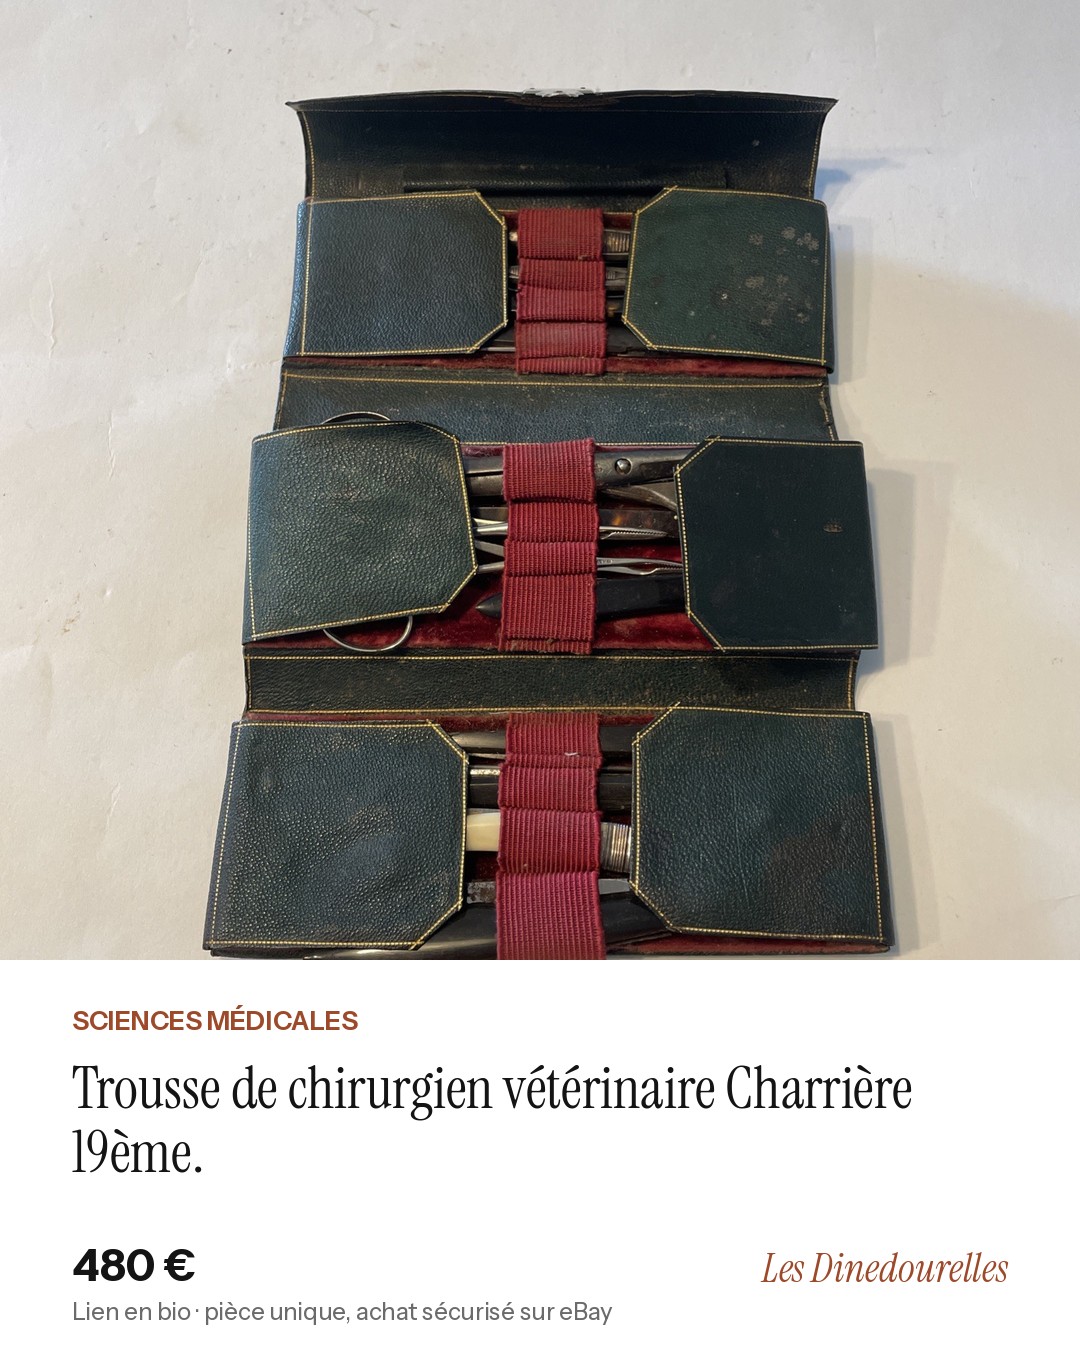 SCIENCES MÉDICALES
Trousse de chirurgien vétérinaire Charrière
19ème.
480 €
Les Dinedourelles
Lien en bio · pièce unique, achat sécurisé sur eBay